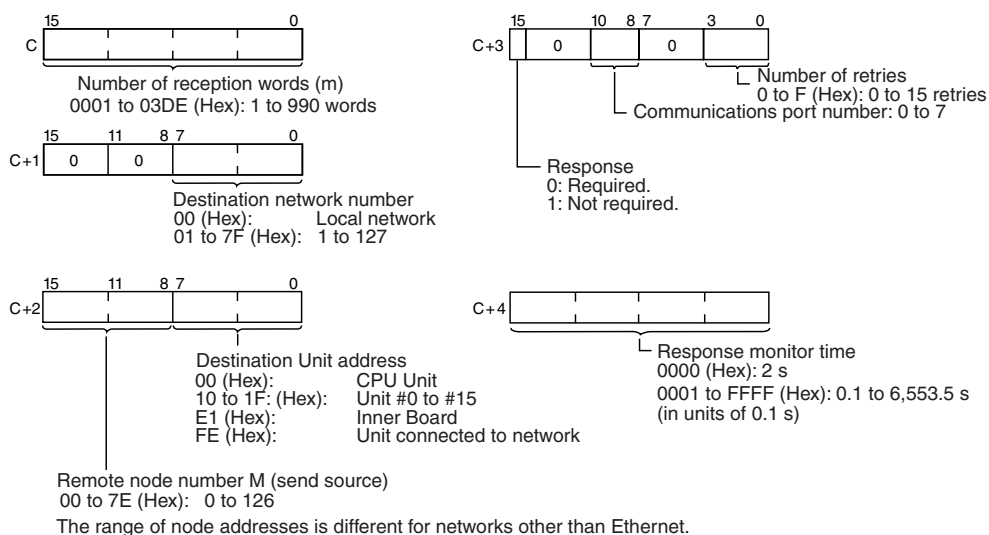 15 0
C
Number of reception words (m)
0001 to 03DE (Hex): 1 to 990 words
15 11 8 7 0
C+1 0 0
Destination network number
00 (Hex): Local network
01 to 7F (Hex): 1 to 127
15 11 8 7 0
C+2
Destination Unit address
00 (Hex): CPU Unit
10 to 1F: (Hex): Unit #0 to #15
E1 (Hex): Inner Board
FE (Hex): Unit connected to network
Remote node number M (send source)
00 to 7E (Hex): 0 to 126
The range of node addresses is different for networks other than Ethernet.
15 10 8 7 3 0
C+3 0 0
Number of retries
0 to F (Hex): 0 to 15 retries
Communications port number: 0 to 7
Response
0: Required.
1: Not required.
C+4
Response monitor time
0000 (Hex): 2 s
0001 to FFFF (Hex): 0.1 to 6,553.5 s
(in units of 0.1 s)